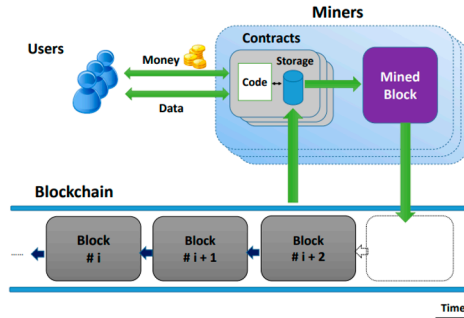 Miners
Users
Contracts
Money
Storage
Code
Mined
Block
Data
Blockchain
......
Block
# i
Block
# i + 1
Block
# i + 2
Time